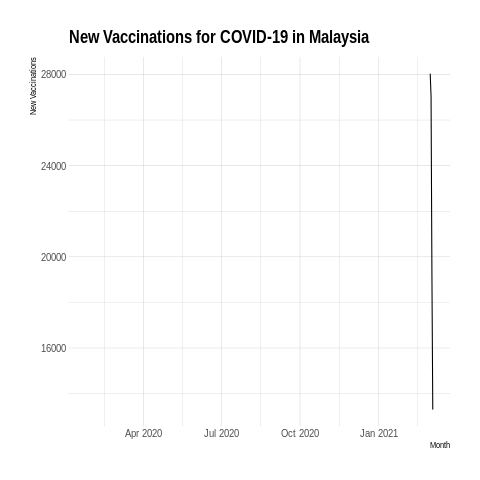 New Vaccinations for COVID-19 in Malaysia
New Vaccinations
28000
24000
20000
16000
Apr 2020 Jul 2020 Oct 2020 Jan 2021
Month